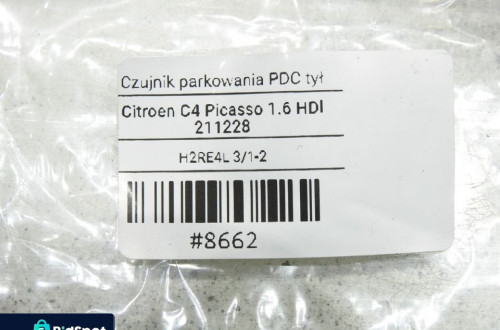 Czujnik parkowania PDC tył
Citroen C4 Picasso 1.6 HDI
211228
H2RE4L 3/1-2
#8662